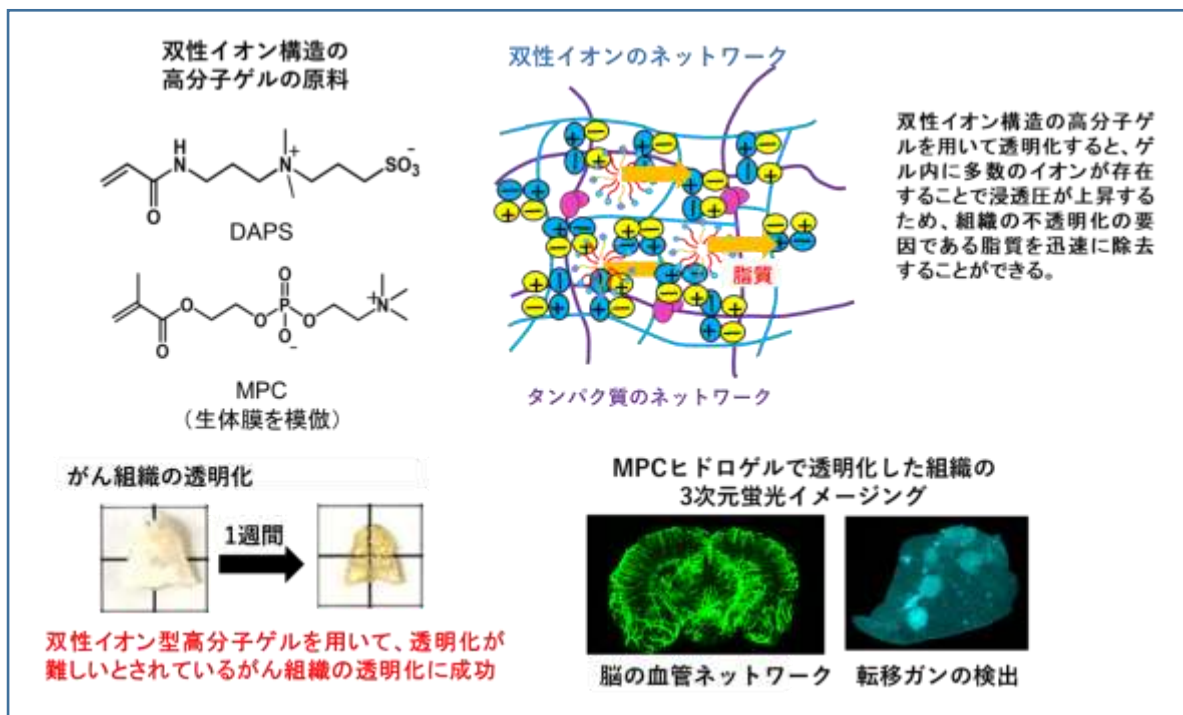 双性イオン構造の
高分子ゲルの原料
H
N
N
+
SO3
-
O
DAPS
O
O
O
O
P
O
O
-
N
+
MPC
（生体膜を模倣）
双性イオンのネットワーク
脂質
タンパク質のネットワーク
双性イオン構造の高分子ゲ
ルを用いて透明化すると、ゲ
ル内に多数のイオンが存在
することで浸透圧が上昇する
ため、組織の不透明化の要
因である脂質を迅速に除去
することができる。
がん組織の透明化
1週間
双性イオン型高分子ゲルを用いて、透明化が
難しいとされているがん組織の透明化に成功
MPCヒドロゲルで透明化した組織の
3次元蛍光イメージング
脳の血管ネットワーク
転移ガンの検出